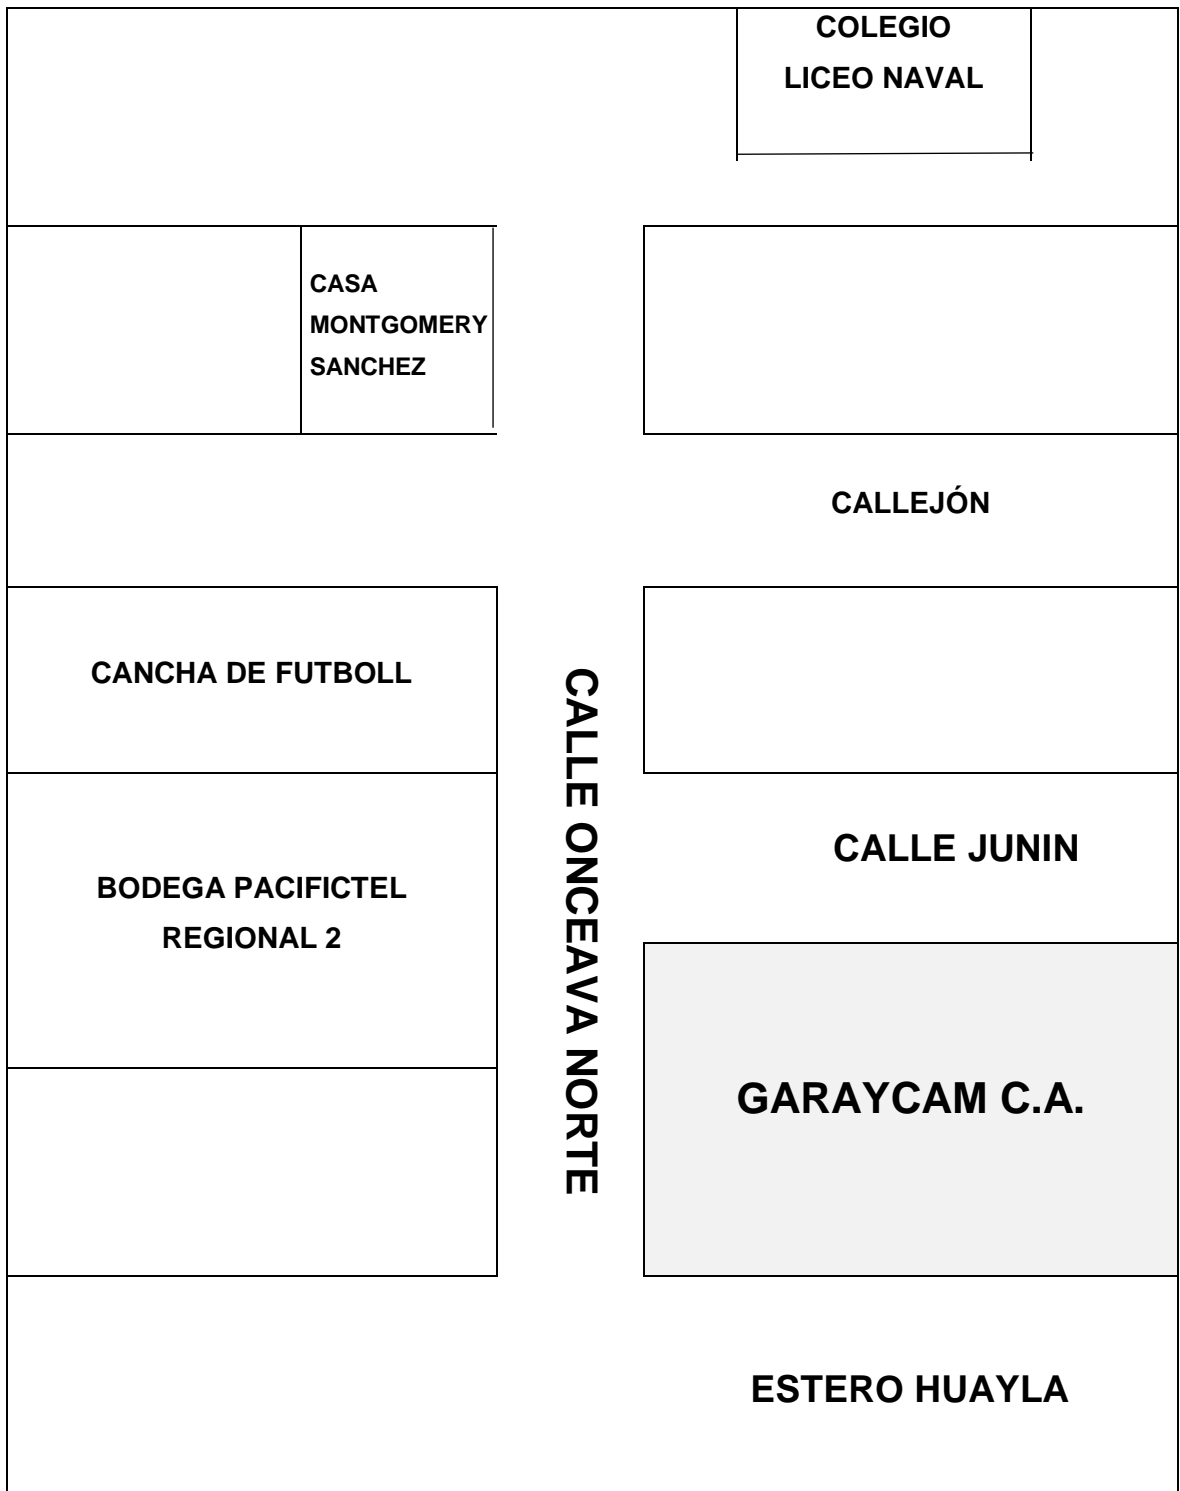 COLEGIO
LICEO NAVAL
CASA
MONTGOMERY
SANCHEZ
CALLEJÓN
CANCHA DE FUTBOLL
CALLE ONCEAVA NORTE
CALLE JUNIN
BODEGA PACIFICTEL
REGIONAL 2
GARAYCAM C.A.
ESTERO HUAYLA